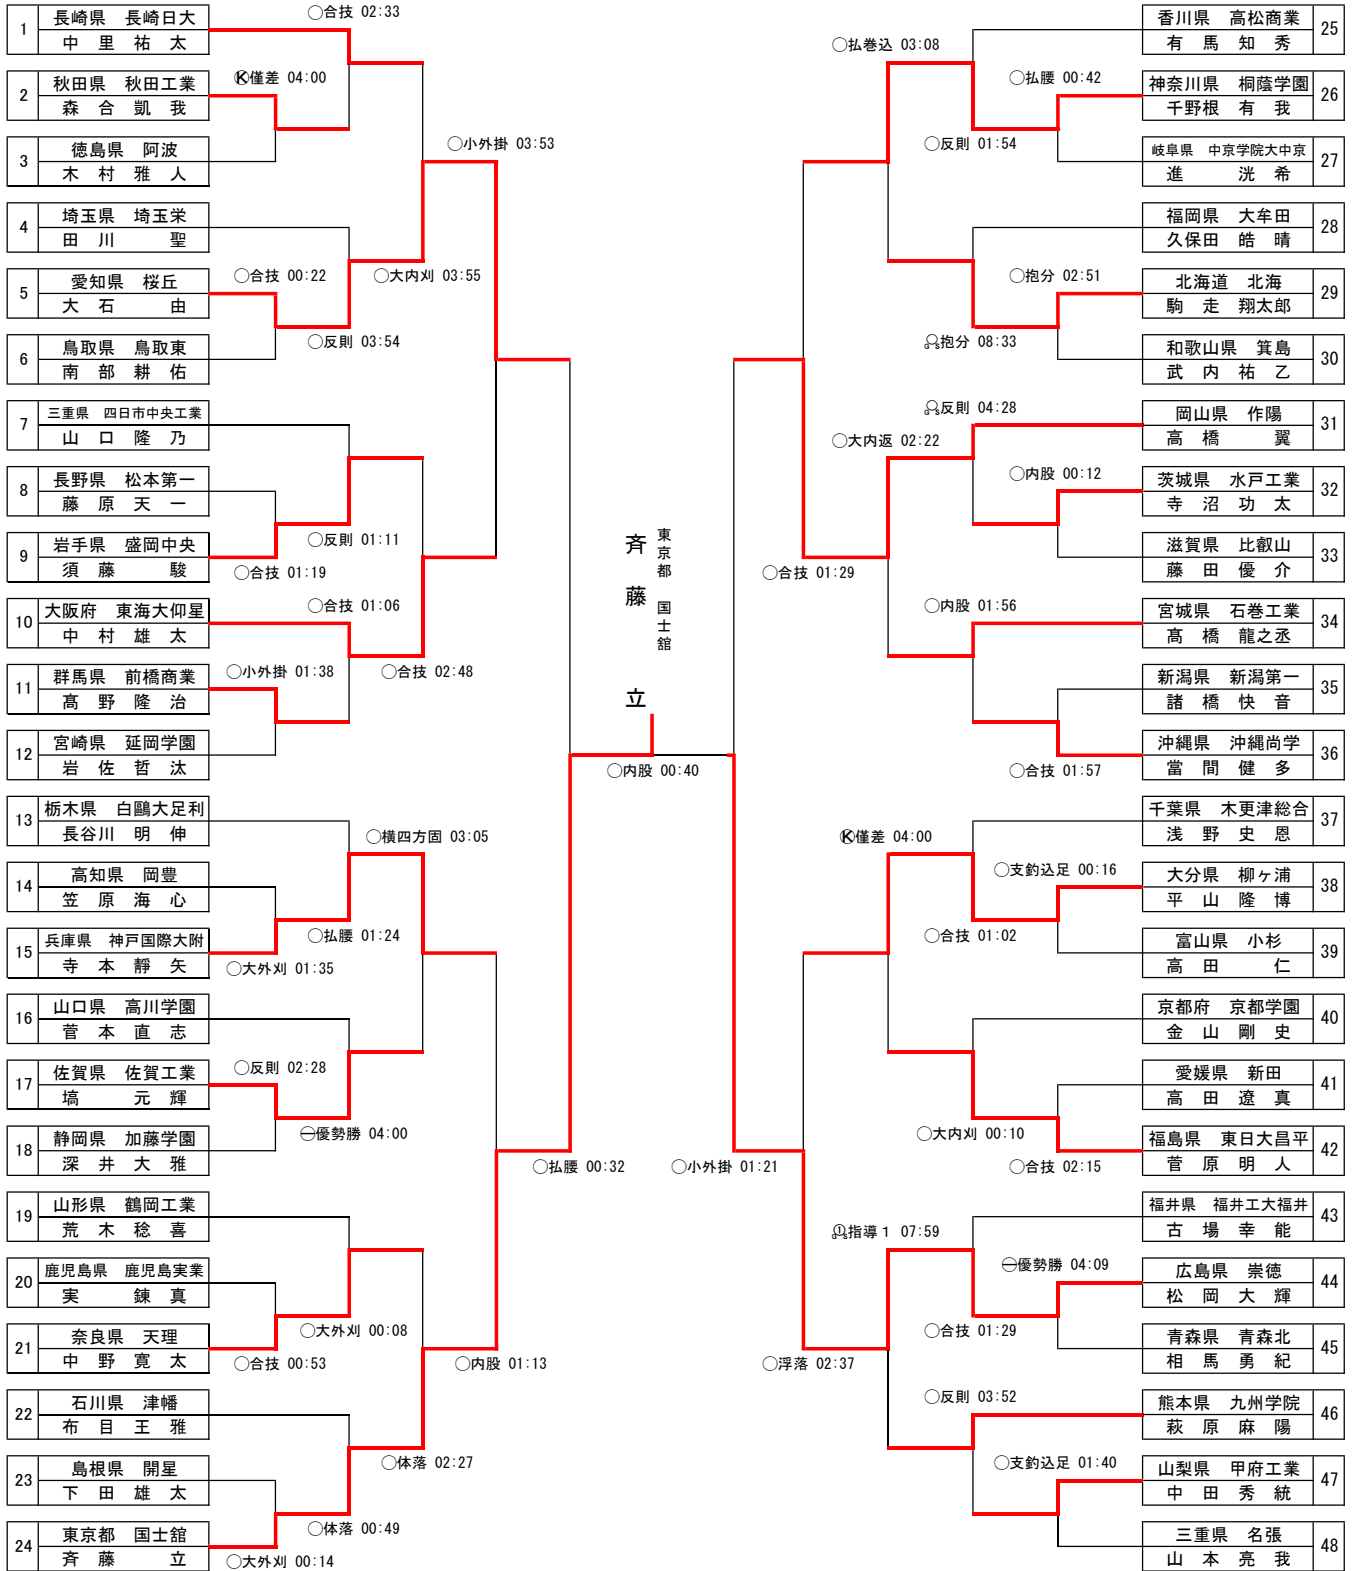 1
長崎県　長崎日大
中　里　祐　太
2
秋田県　秋田工業
森　合　凱　我
3
徳島県　阿波
木　村　雅　人
4
埼玉県　埼玉栄
田　川　　　聖
5
愛知県　桜丘
大　石　　　由
6
鳥取県　鳥取東
南　部　耕　佑
7
三重県　四日市中央工業
山　口　隆　乃
8
長野県　松本第一
藤　原　天　一
9
岩手県　盛岡中央
須　藤　　　駿
10
大阪府　東海大仰星
中　村　雄　太
11
群馬県　前橋商業
髙　野　隆　治
12
宮崎県　延岡学園
岩　佐　哲　汰
13
栃木県　白鷗大足利
長谷川　明　伸
14
高知県　岡豊
笠　原　海　心
15
兵庫県　神戸国際大附
寺　本　靜　矢
16
山口県　高川学園
菅　本　直　志
17
佐賀県　佐賀工業
塙　　　元　輝
18
静岡県　加藤学園
深　井　大　雅
19
山形県　鶴岡工業
荒　木　稔　喜
20
鹿児島県　鹿児島実業
実　　　錬　真
21
奈良県　天理
中　野　寛　太
22
石川県　津幡
布　目　王　雅
23
島根県　開星
下　田　雄　太
24
東京都　国士舘
斉　藤　　　立
○合技 02:33
Ⓚ僅差 04:00
○小外掛 03:53
○合技 00:22
○大内刈 03:55
○反則 03:54
○反則 01:11
○合技 01:19
○合技 01:06
○小外掛 01:38
○合技 02:48
○横四方固 03:05
○払腰 01:24
○大外刈 01:35
○反則 02:28
㊀優勢勝 04:00
○払腰 00:32
○大外刈 00:08
○合技 00:53
○内股 01:13
○体落 02:27
○体落 00:49
○大外刈 00:14
東京都　国士舘
斉　藤　　　立
○内股 00:40
○払巻込 03:08
○払腰 00:42
○反則 01:54
○抱分 02:51
抱分 08:33
反則 04:28
○大内返 02:22
○内股 00:12
○合技 01:29
○内股 01:56
○合技 01:57
Ⓚ僅差 04:00
○支釣込足 00:16
○合技 01:02
○大内刈 00:10
○合技 02:15
○小外掛 01:21
①指導１ 07:59
㊀優勢勝 04:09
○合技 01:29
○浮落 02:37
○反則 03:52
○支釣込足 01:40
香川県　高松商業
有　馬　知　秀
25
神奈川県　桐蔭学園
千野根　有　我
26
岐阜県　中京学院大中京
進　　　洸　希
27
福岡県　大牟田
久保田　皓　晴
28
北海道　北海
駒　走　翔太郎
29
和歌山県　箕島
武　内　祐　乙
30
岡山県　作陽
高　橋　　　翼
31
茨城県　水戸工業
寺　沼　功　太
32
滋賀県　比叡山
藤　田　優　介
33
宮城県　石巻工業
髙　橋　龍之丞
34
新潟県　新潟第一
諸　橋　快　音
35
沖縄県　沖縄尚学
當　間　健　多
36
千葉県　木更津総合
浅　野　史　恩
37
大分県　柳ヶ浦
平　山　隆　博
38
富山県　小杉
高　田　　　仁
39
京都府　京都学園
金　山　剛　史
40
愛媛県　新田
高　田　遼　真
41
福島県　東日大昌平
菅　原　明　人
42
福井県　福井工大福井
古　場　幸　能
43
広島県　崇徳
松　岡　大　輝
44
青森県　青森北
相　馬　勇　紀
45
熊本県　九州学院
萩　原　麻　陽
46
山梨県　甲府工業
中　田　秀　統
47
三重県　名張
山　本　亮　我
48